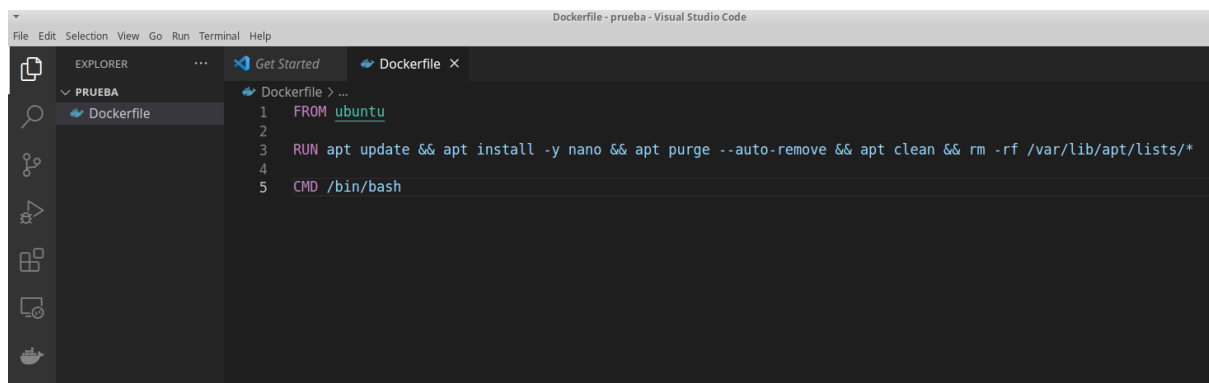 Dockerfile - prueba - Visual Studio Code
File Edit Selection View Go Run Terminal Help
EXPLORER ...
Get Started
Dockerfile
PRUEBA
Dockerfile
Dockerfile > ...
1 FROM ubuntu
2
3 RUN apt update && apt install -y nano && apt purge --auto-remove && apt clean && rm -rf /var/lib/apt/lists/*
4
5 CMD /bin/bash